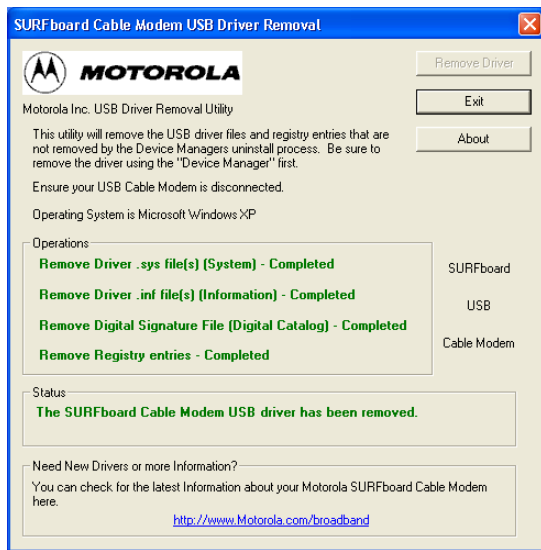 SURFboard Cable Modem USB Driver Removal
MOTOROLA
Remove Driver
Exit
About
Motorola Inc. USB Driver Removal Utility
This utility will remove the USB driver files and registry entries that are
not removed by the Device Managers uninstall process. Be sure to
remove the driver using the "Device Manager" first.
Ensure your USB Cable Modem is disconnected.
Operating System is Microsoft Windows XP
Operations
Remove Driver .sys file(s) (System) - Completed
Remove Driver .inf file(s) (Information) - Completed
Remove Digital Signature File (Digital Catalog) - Completed
Remove Registry entries - Completed
SURFboard
USB
Cable Modem
Status
The SURFboard Cable Modem USB driver has been removed.
Need New Drivers or more Information?
You can check for the latest Information about your Motorola SURFboard Cable Modem
here.
http://www.Motorola.com/broadband